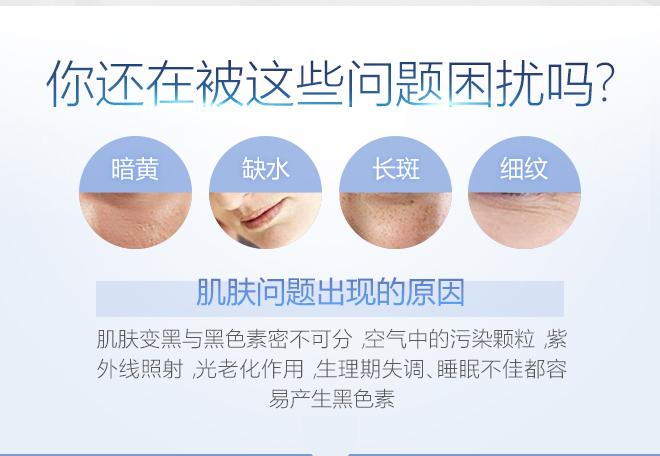 你还在被这些问题困扰吗?
暗黄
缺水
长斑
细纹
肌肤问题出现的原因
肌肤变黑与黑色素密不可分 ,空气中的污染颗粒 ,紫
外线照射 ,光老化作用 ,生理期失调、睡眠不佳都容
易产生黑色素